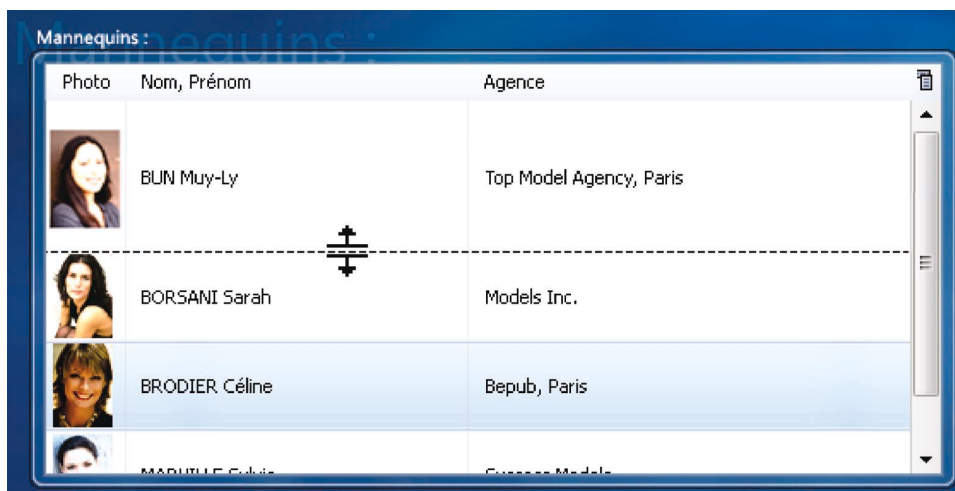 Mannequins :
Photo Nom, Prénom Agence
BUN Muy-Ly Top Model Agency, Paris
BORSANI Sarah Models Inc.
BRODIER Céline Bepub, Paris